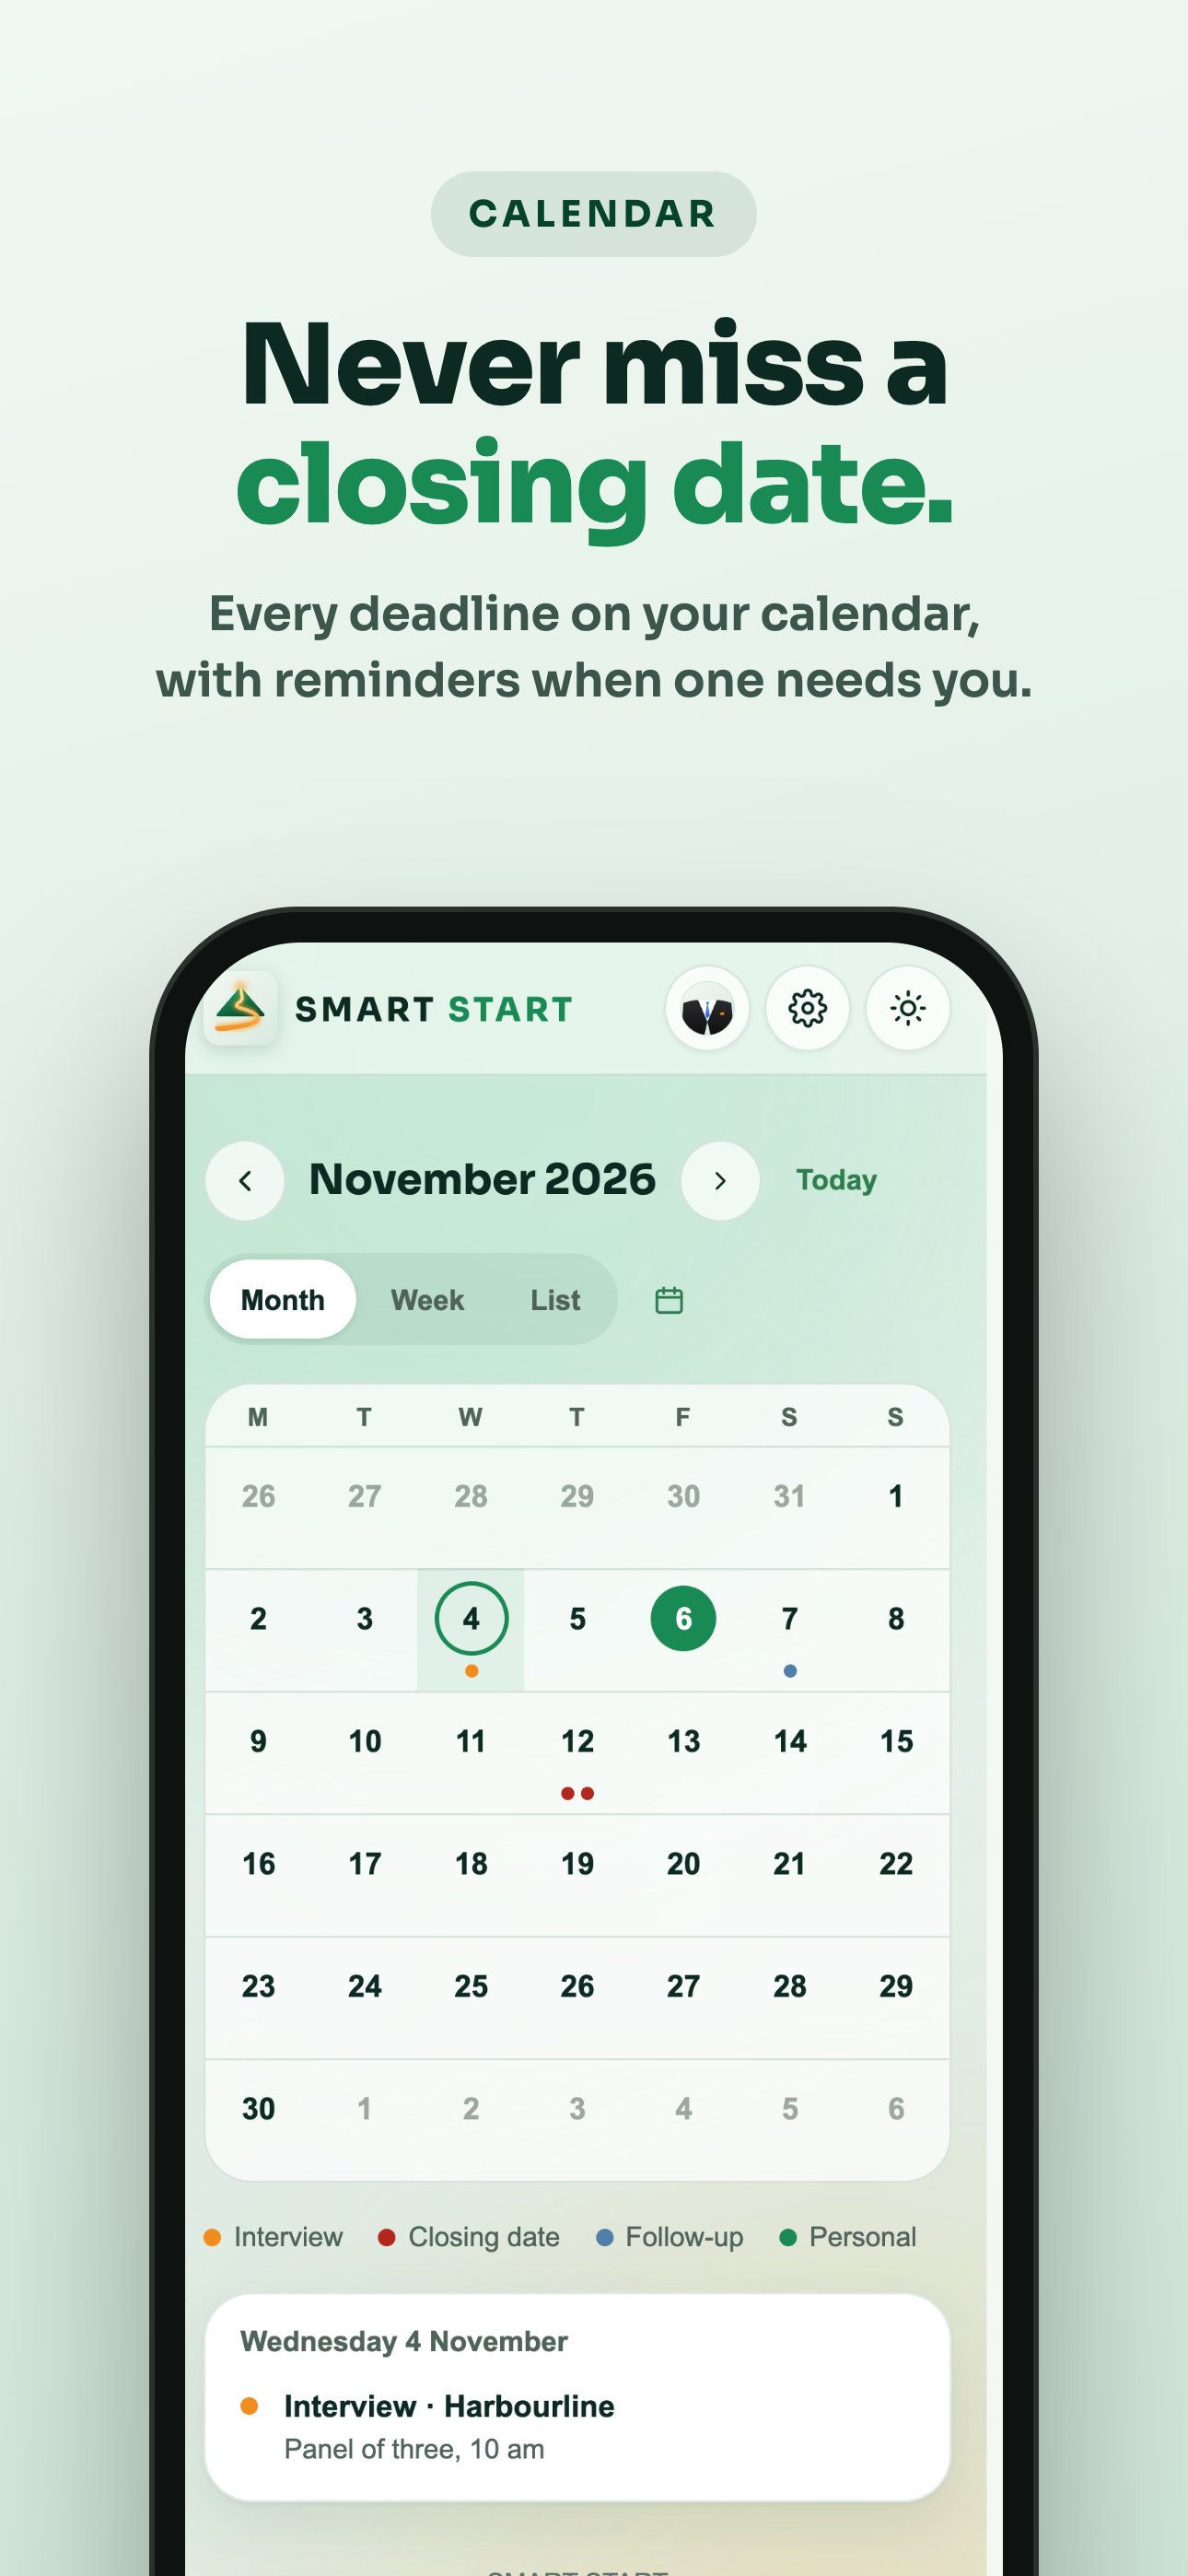 CALENDAR
Never miss a
closing date.
Every deadline on your calendar,
with reminders when one needs you.
SMART START
November 2026 Today
Month Week List
M T W T F S S
26 27 28 29 30 31 1
2 3 4 5 6 7 8
9 10 11 12 13 14 15
16 17 18 19 20 21 22
23 24 25 26 27 28 29
30 1 2 3 4 5 6
Interview Closing date Follow-up Personal
Wednesday 4 November
Interview · Harbourline
Panel of three, 10 am
SMART START